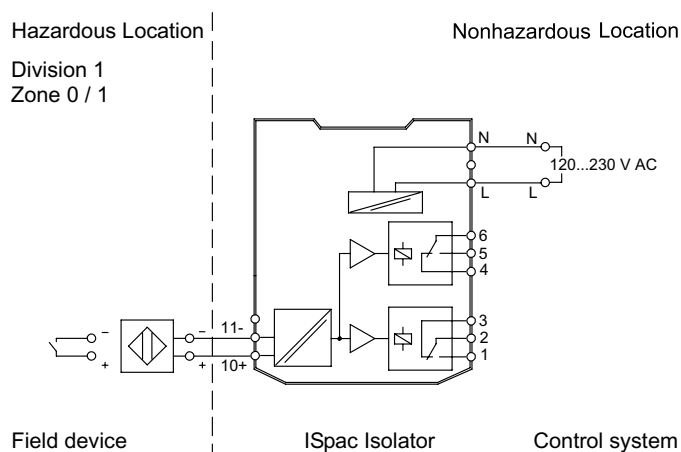 Hazardous Location
Nonhazardous Location
Division 1
Zone 0 / 1
N
N
120...230 V AC
L
L
6
5
4
3
11-
−
−
2
10+
+
+
1
Field device
ISpac Isolator
Control system